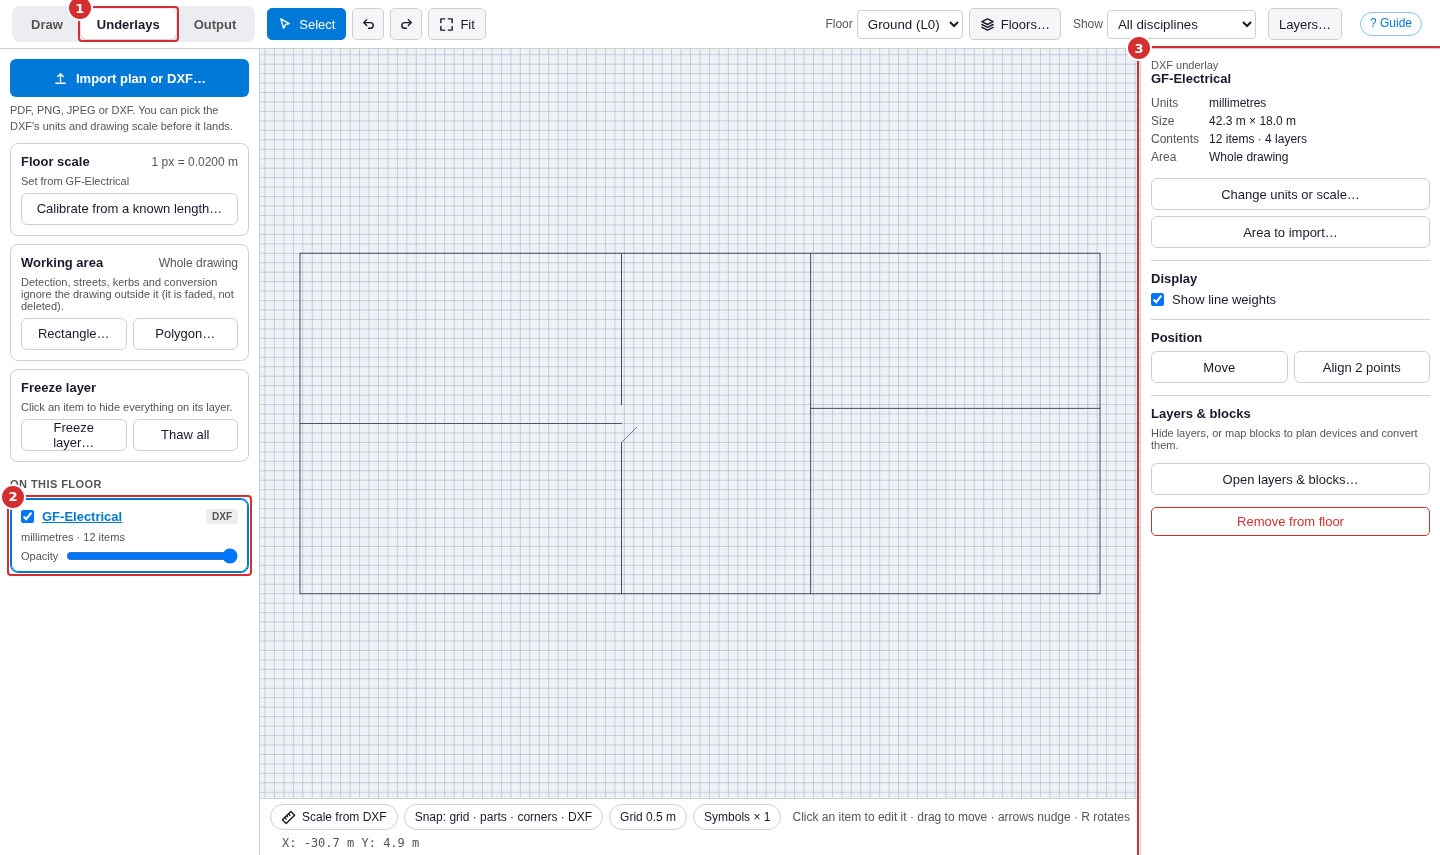 1
Draw
Underlays
Output
Select
Fit
Floor
Ground (L0)
Floors…
Show
All disciplines
Layers…
? Guide
Import plan or DXF…
PDF, PNG, JPEG or DXF. You can pick the
DXF's units and drawing scale before it lands.
Floor scale
1 px = 0.0200 m
Set from GF-Electrical
Calibrate from a known length…
Working area
Whole drawing
Detection, streets, kerbs and conversion
ignore the drawing outside it (it is faded, not
deleted).
Rectangle…
Polygon…
Freeze layer
Click an item to hide everything on its layer.
Freeze
layer…
Thaw all
ON THIS FLOOR
2
GF-Electrical
DXF
millimetres · 12 items
Opacity
Scale from DXF
Snap: grid · parts · corners · DXF
Grid 0.5 m
Symbols × 1
Click an item to edit it · drag to move · arrows nudge · R rotates
X: -30.7 m Y: 4.9 m
3
DXF underlay
GF-Electrical
Units millimetres
Size 42.3 m × 18.0 m
Contents 12 items · 4 layers
Area Whole drawing
Change units or scale…
Area to import…
Display
Show line weights
Position
Move
Align 2 points
Layers & blocks
Hide layers, or map blocks to plan devices and convert
them.
Open layers & blocks…
Remove from floor